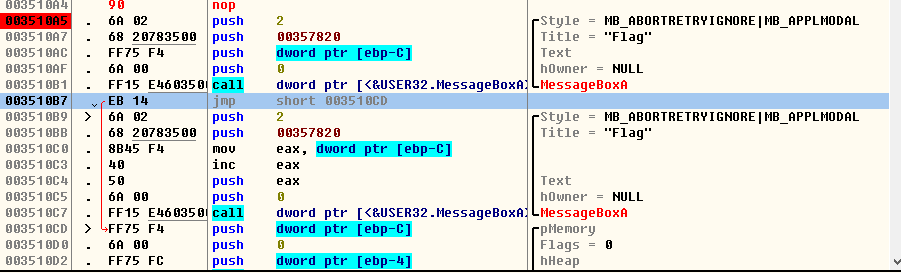 003510A4 . 90 nop
003510A5 . 6A 02 push 2 Style = MB_ABORTRETRYIGNORE|MB_APPLMODAL
003510A7 . 68 20783500 push 00357820 Title = "Flag"
003510AC . FF75 F4 push dword ptr [ebp-C] Text
003510AF . 6A 00 push 0 hOwner = NULL
003510B1 . FF15 E4603500 call dword ptr [<&USER32.MessageBoxA> MessageBoxA
003510B7 EB 14 jmp short 003510CD
003510B9 > 6A 02 push 2 Style = MB_ABORTRETRYIGNORE|MB_APPLMODAL
003510BB . 68 20783500 push 00357820 Title = "Flag"
003510C0 . 8B45 F4 mov eax, dword ptr [ebp-C]
003510C3 . 40 inc eax
003510C4 . 50 push eax Text
003510C5 . 6A 00 push 0 hOwner = NULL
003510C7 . FF15 E4603500 call dword ptr [<&USER32.MessageBoxA> MessageBoxA
003510CD > FF75 F4 push dword ptr [ebp-C] pMemory
003510D0 . 6A 00 push 0 Flags = 0
003510D2 . FF75 FC push dword ptr [ebp-4] hHeap